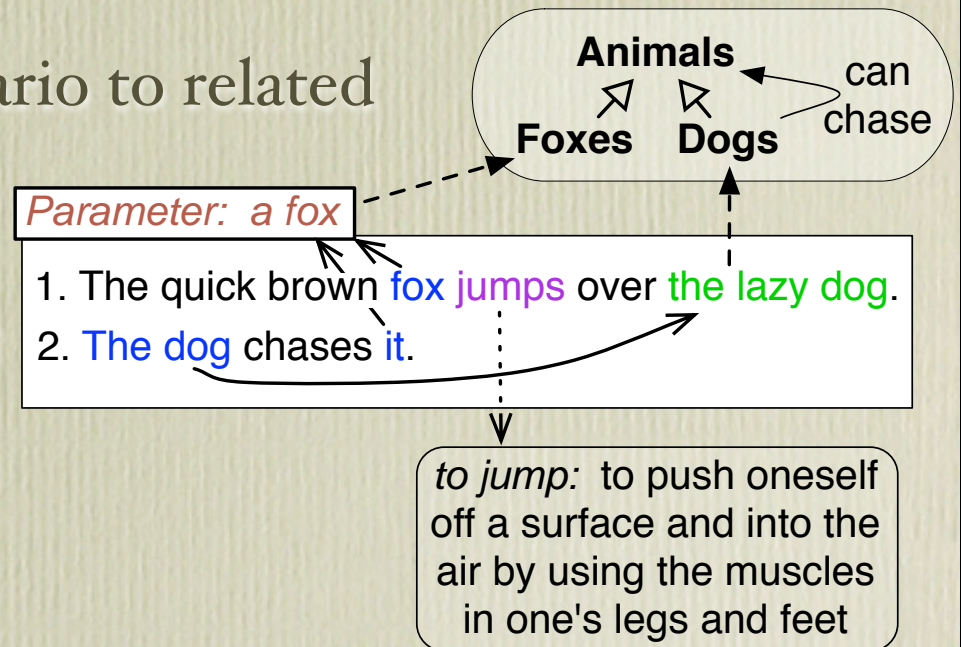 ario to related
Animals
can
chase
Foxes Dogs
Parameter: a fox
1. The quick brown fox jumps over the lazy dog.
2. The dog chases it.
to jump: to push oneself
off a surface and into the
air by using the muscles
in one's legs and feet